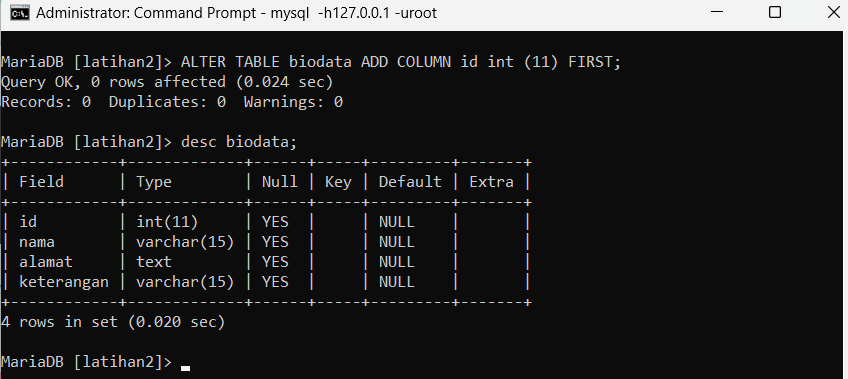 Administrator: Command Prompt - mysql  -h127.0.0.1 -uroot
MariaDB [latihan2]> ALTER TABLE biodata ADD COLUMN id int (11) FIRST;
Query OK, 0 rows affected (0.024 sec)
Records: 0  Duplicates: 0  Warnings: 0
MariaDB [latihan2]> desc biodata;
+------------+-------------+------+-----+---------+-------+
| Field      | Type        | Null | Key | Default | Extra |
+------------+-------------+------+-----+---------+-------+
| id         | int(11)     | YES  |     | NULL    |       |
| nama       | varchar(15) | YES  |     | NULL    |       |
| alamat     | text        | YES  |     | NULL    |       |
| keterangan | varchar(15) | YES  |     | NULL    |       |
+------------+-------------+------+-----+---------+-------+
4 rows in set (0.020 sec)
MariaDB [latihan2]>